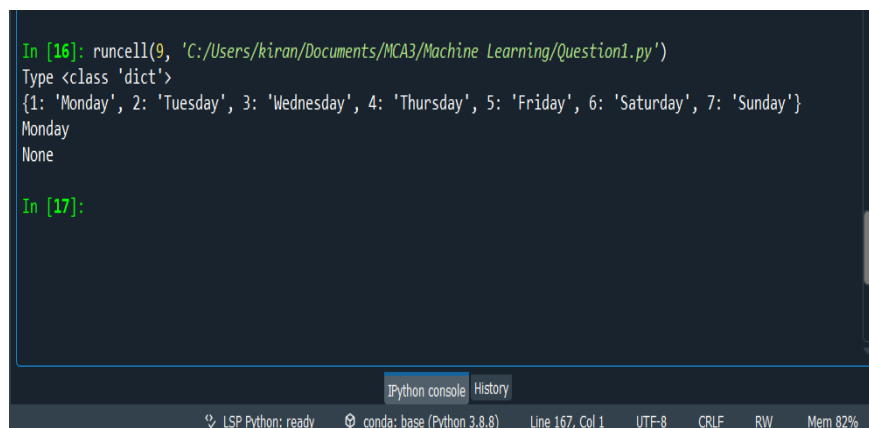 In [16]: runcell(9, 'C:/Users/kiran/Documents/MCA3/Machine Learning/Question1.py')
Type <class 'dict'>
{1: 'Monday', 2: 'Tuesday', 3: 'Wednesday', 4: 'Thursday', 5: 'Friday', 6: 'Saturday', 7: 'Sunday'}
Monday
None
In [17]:
IPython console History
LSP Python: ready conda: base (Python 3.8.8) Line 167, Col 1 UTF-8 CRLF RW Mem 82%